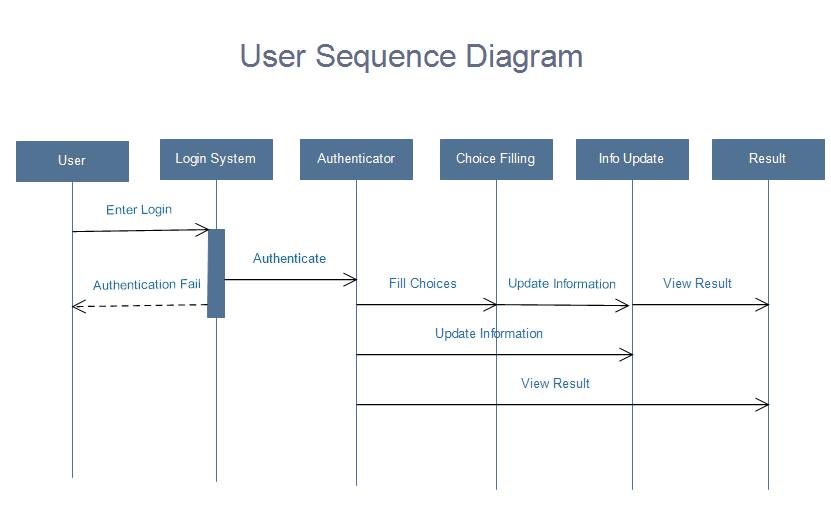 User Sequence Diagram
User
Login System
Authenticator
Choice Filling
Info Update
Result
Enter Login
Authenticate
Authentication Fail
Fill Choices
Update Information
View Result
Update Information
View Result